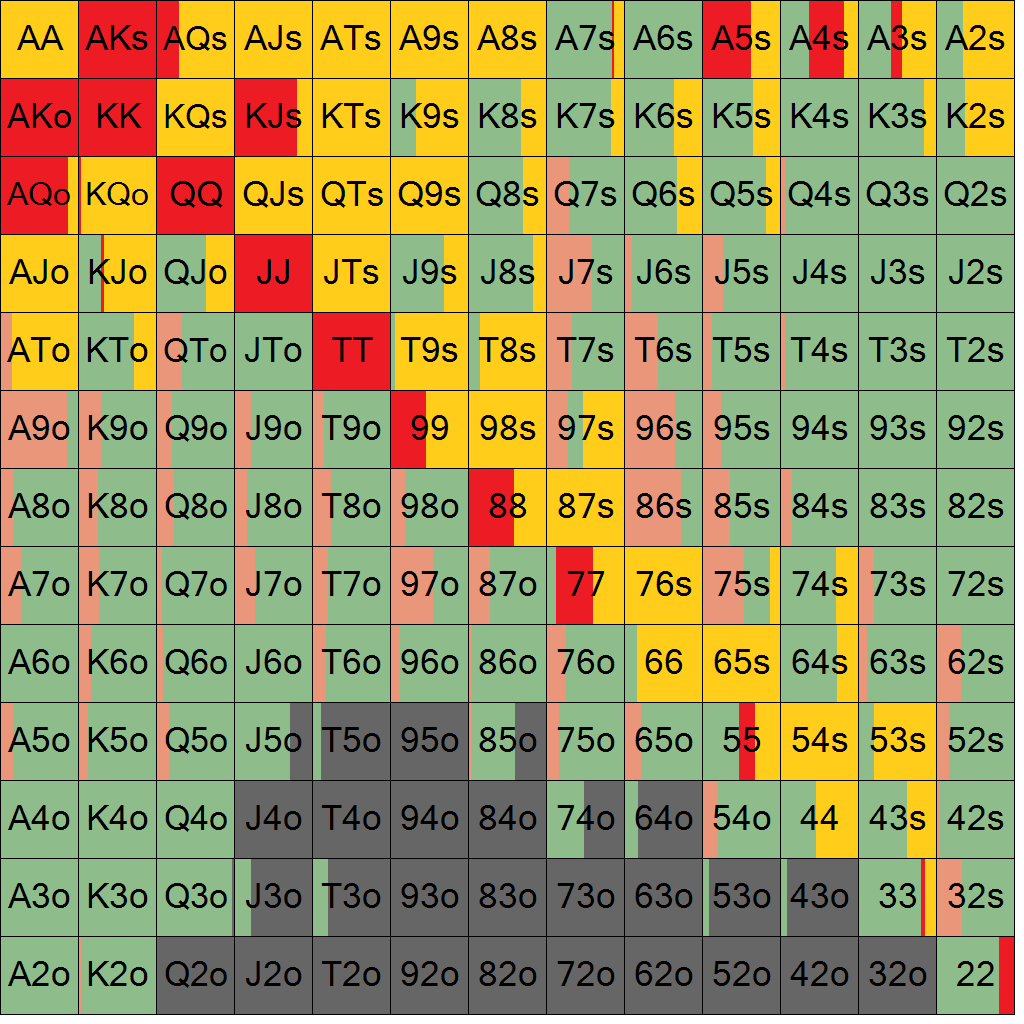 AA AKs AQs AJs ATs A9s A8s A7s A6s A5s A4s A3s A2s
AKo KK KQs KJs KTs K9s K8s K7s K6s K5s K4s K3s K2s
AQo KQo QQ QJs QTs Q9s Q8s Q7s Q6s Q5s Q4s Q3s Q2s
AJo KJo QJo JJ JTs J9s J8s J7s J6s J5s J4s J3s J2s
ATo KTo QTo JTo TT T9s T8s T7s T6s T5s T4s T3s T2s
A9o K9o Q9o J9o T9o 99 98s 97s 96s 95s 94s 93s 92s
A8o K8o Q8o J8o T8o 98o 88 87s 86s 85s 84s 83s 82s
A7o K7o Q7o J7o T7o 97o 87o 77 76s 75s 74s 73s 72s
A6o K6o Q6o J6o T6o 96o 86o 76o 66 65s 64s 63s 62s
A5o K5o Q5o J5o T5o 95o 85o 75o 65o 55 54s 53s 52s
A4o K4o Q4o J4o T4o 94o 84o 74o 64o 54o 44 43s 42s
A3o K3o Q3o J3o T3o 93o 83o 73o 63o 53o 43o 33 32s
A2o K2o Q2o J2o T2o 92o 82o 72o 62o 52o 42o 32o 22